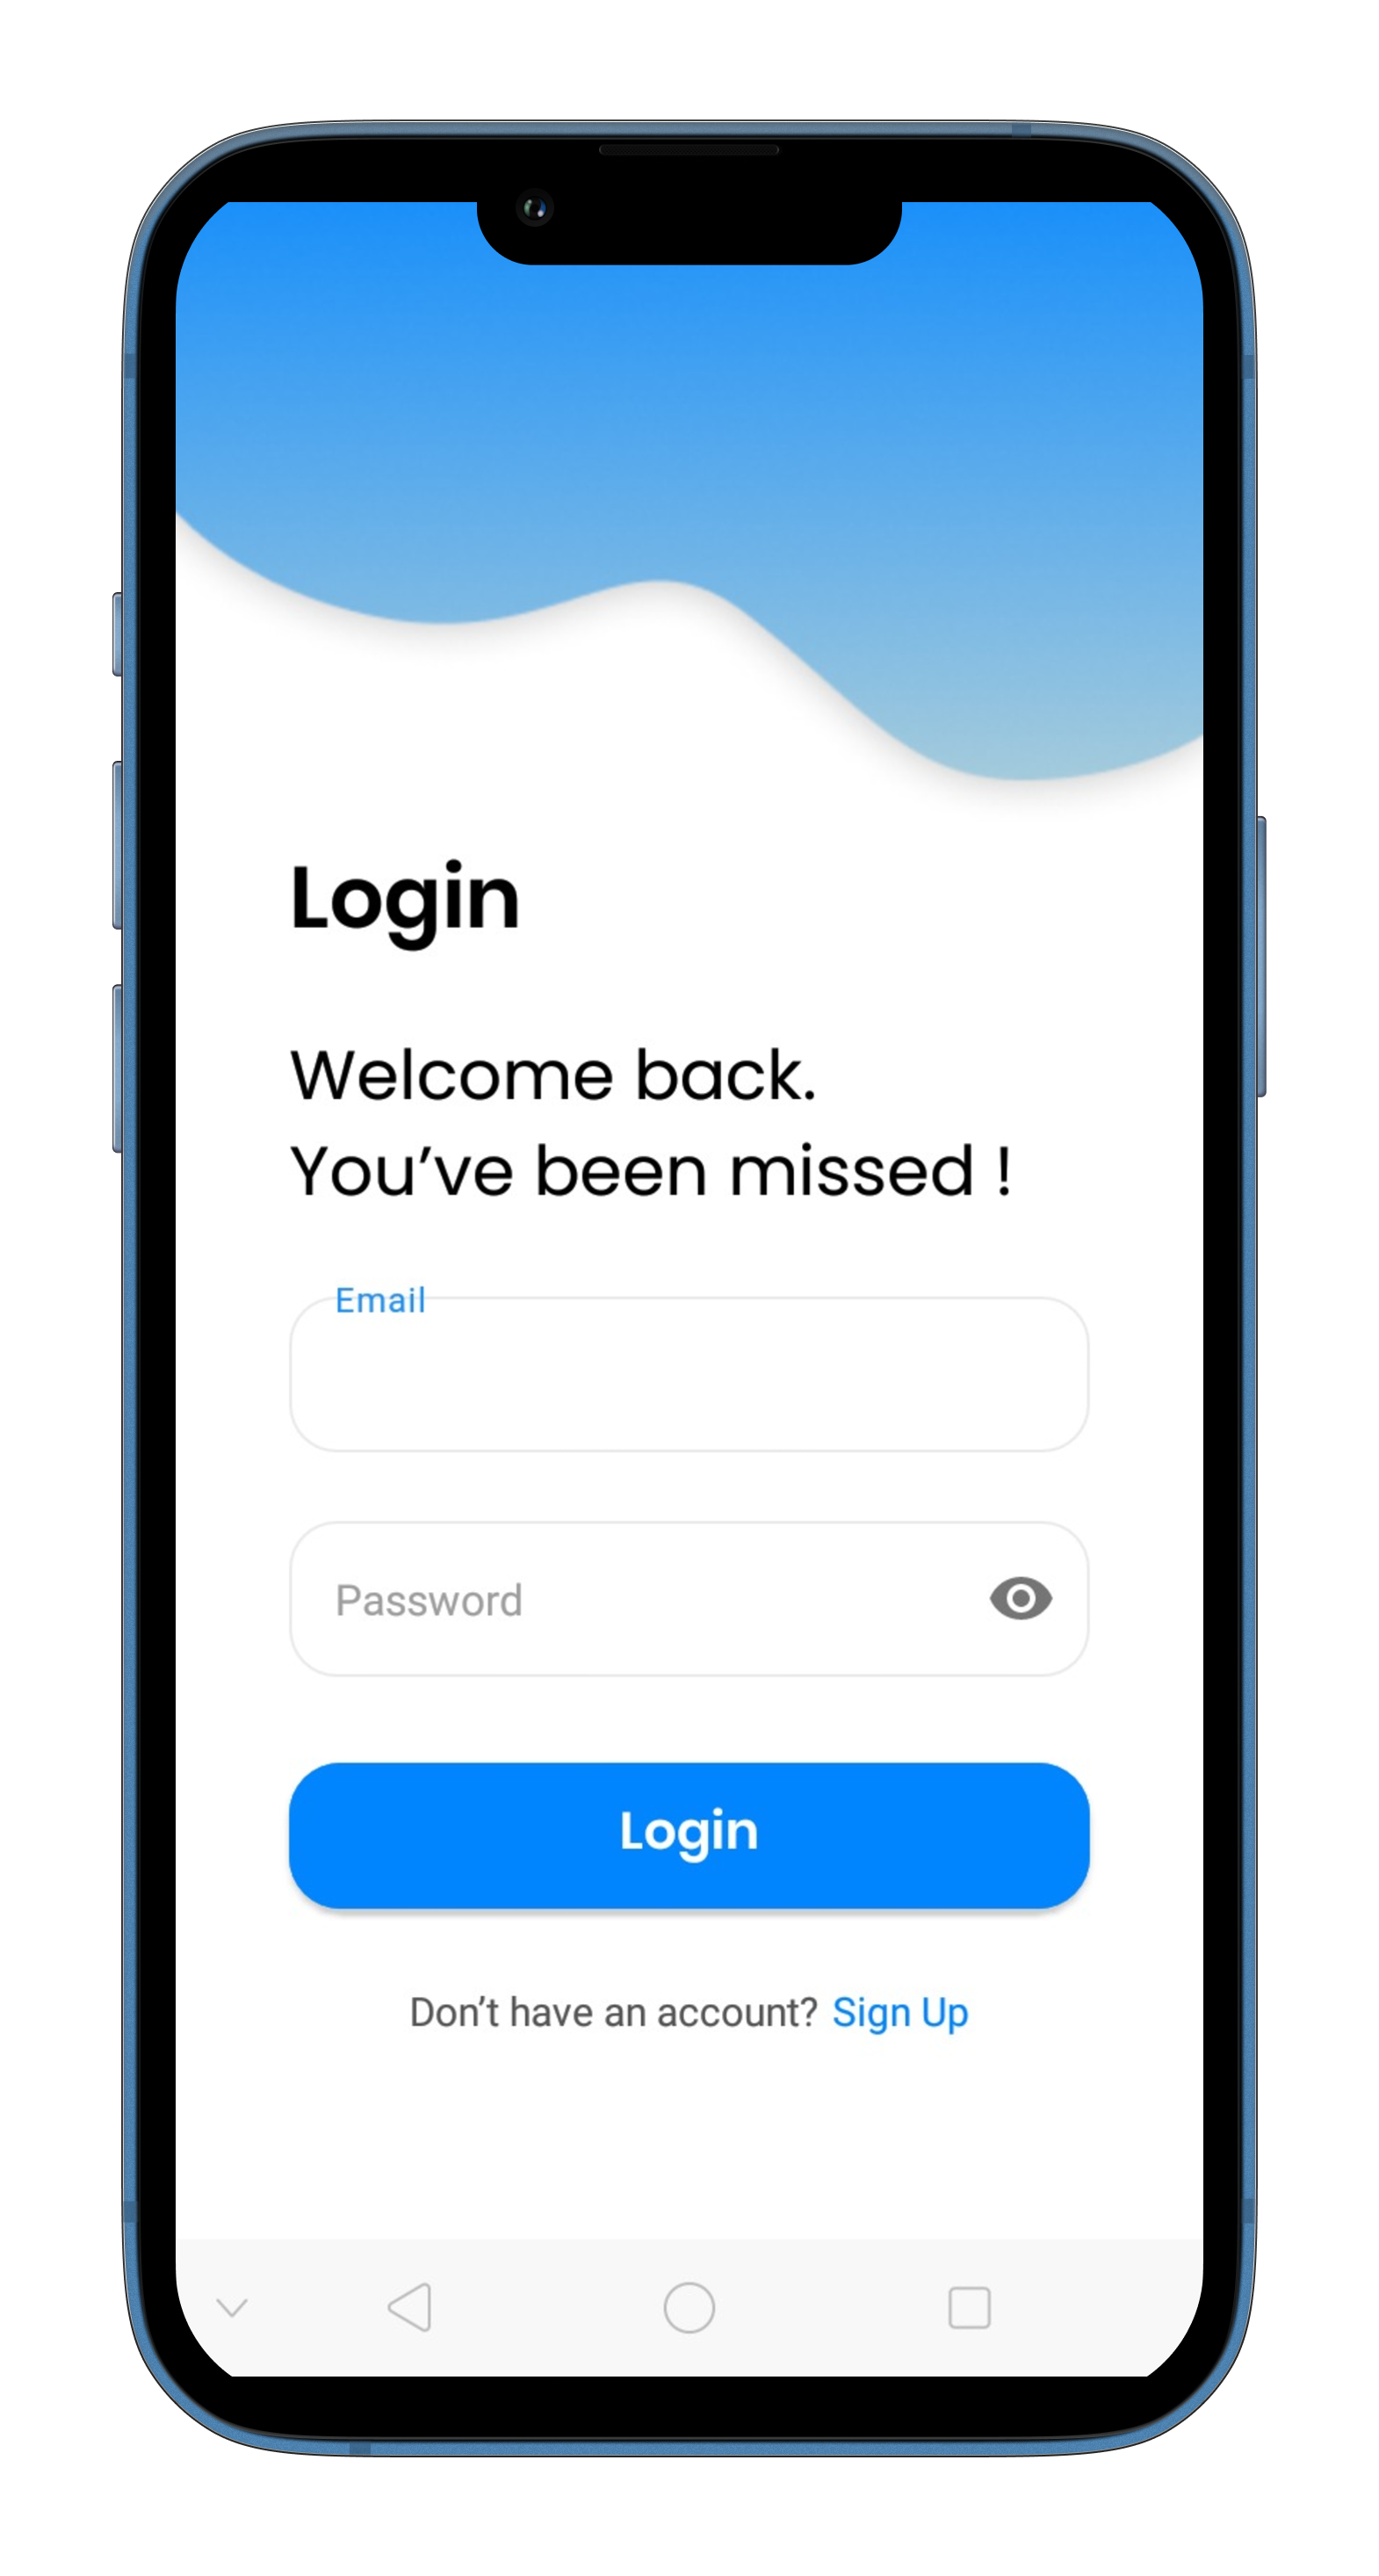 Login
Welcome back.
You’ve been missed !
Email
Password
Login
Don’t have an account? Sign Up